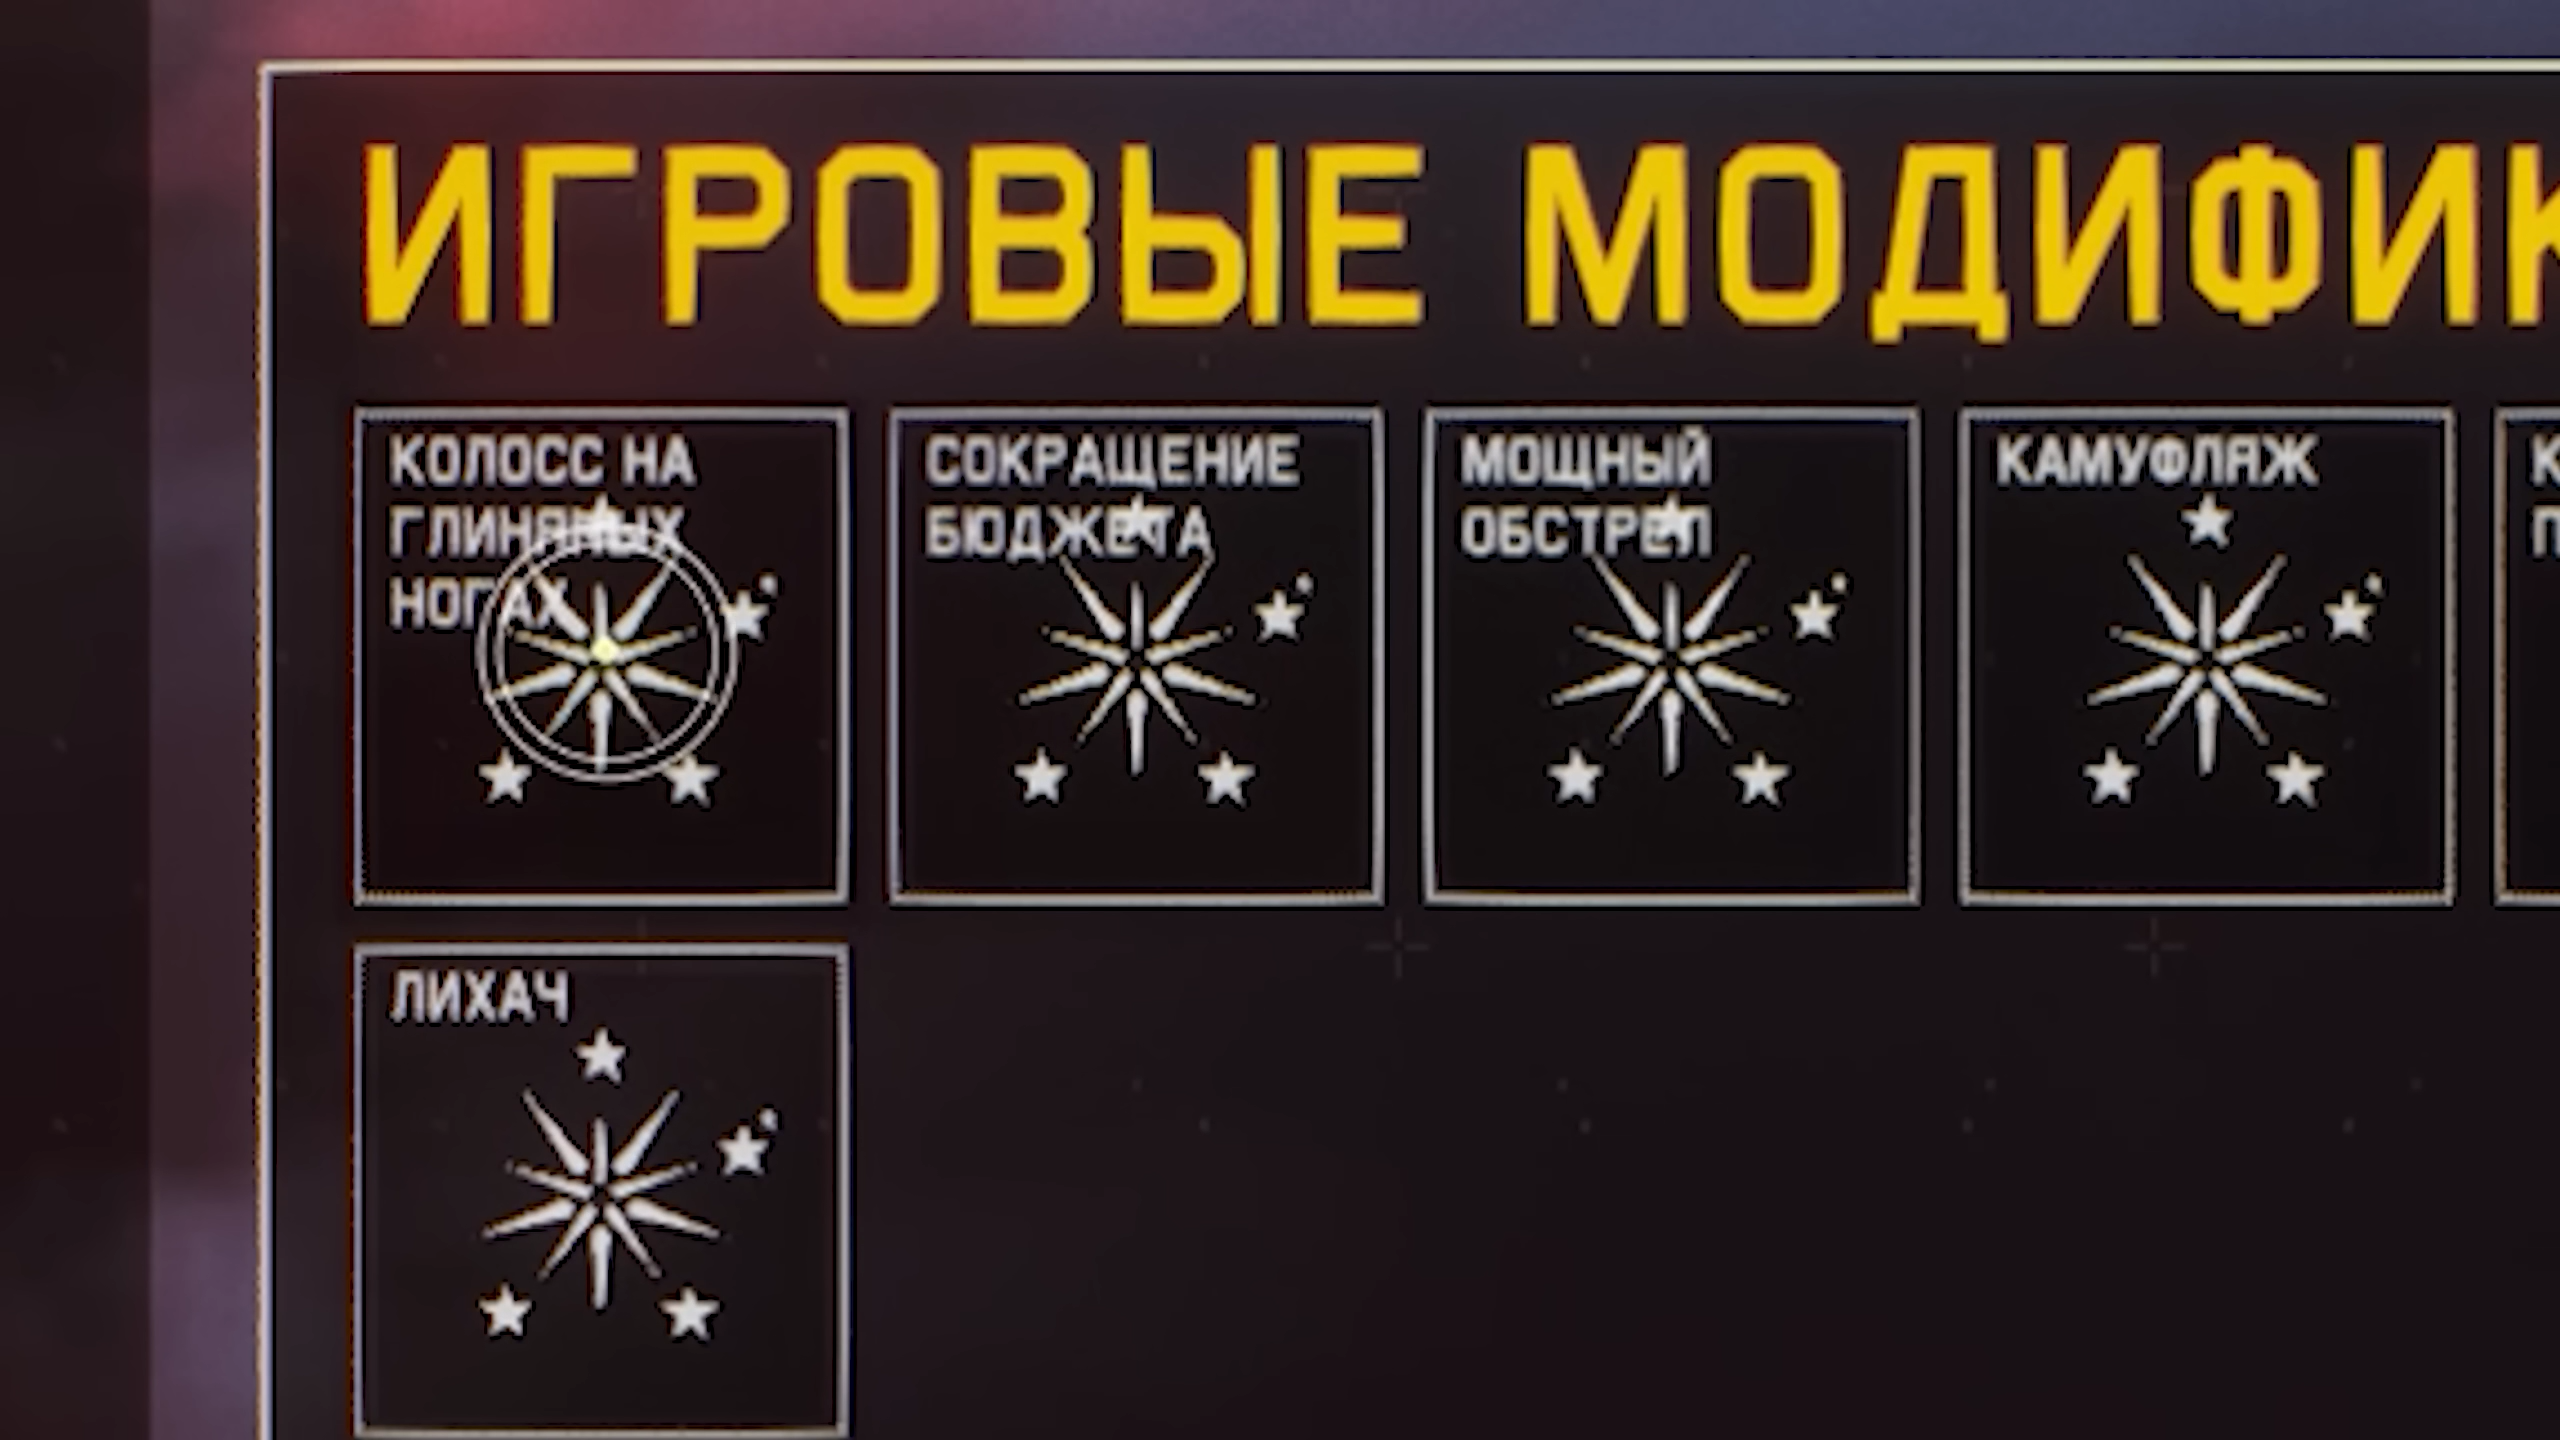 ИГРОВЫЕ МОДИФИК
КОЛОСС НА
ГЛИНЯНЫХ
НОГАХ
СОКРАЩЕНИЕ
БЮДЖЕТА
МОЩНЫЙ
ОБСТРЕЛ
КАМУФЛЯЖ
К
П
ЛИХАЧ